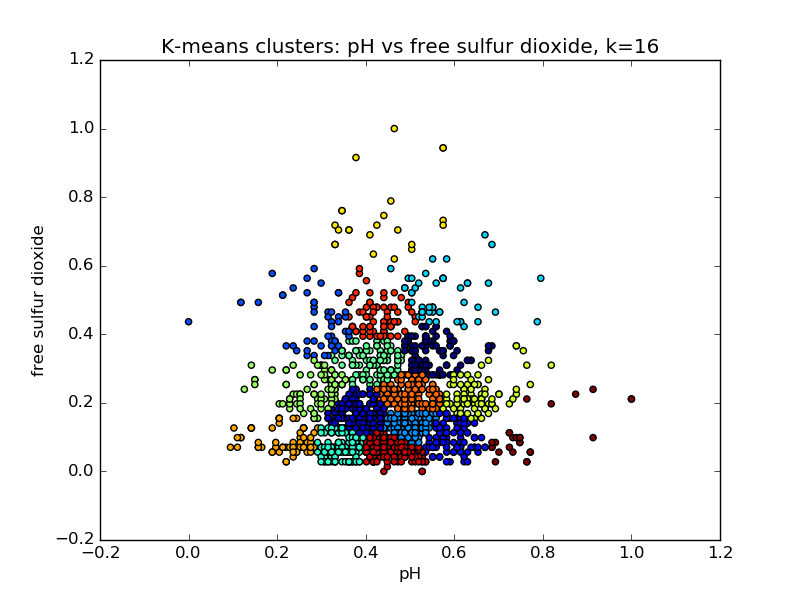 K-means clusters: pH vs free sulfur dioxide, k=16
1.2
1.0
0.8
0.6
0.4
0.2
0.0
−0.2
free sulfur dioxide
−0.2 0.0 0.2 0.4 0.6 0.8 1.0 1.2
pH